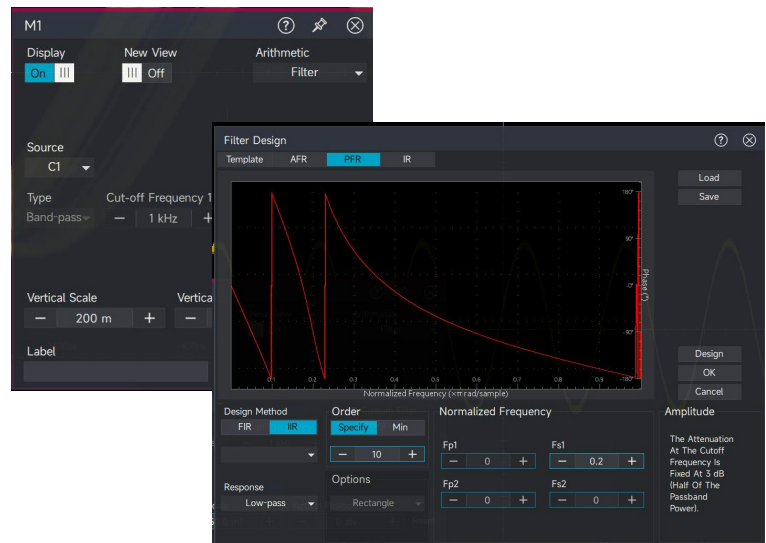 M1
Display New View Arithmetic
On Off Filter
Source
C1
Type Cut-off Frequency 1
Band-pass 1 kHz +
Vertical Scale Vertica
— 200 m + —
Label
Filter Design
Template AFR PFR IR
Load
Save
180°
90°
-0°
-90°
-180°
Phase (°)
0.1 0.2 0.3 0.4 0.5 0.6 0.7 0.8 0.9
Normalized Frequency (×π rad/sample)
Design
OK
Cancel
Design Method
FIR IIR
Response
Low-pass
Order
Specify Min
— 10 +
Options
Rectangle
Normalized Frequency
Fp1 Fs1
— 0 + — 0.2 +
Fp2 Fs2
— 0 + — 0 +
Amplitude
The Attenuation
At The Cutoff
Frequency Is
Fixed At 3 dB
(Half Of The
Passband
Power).